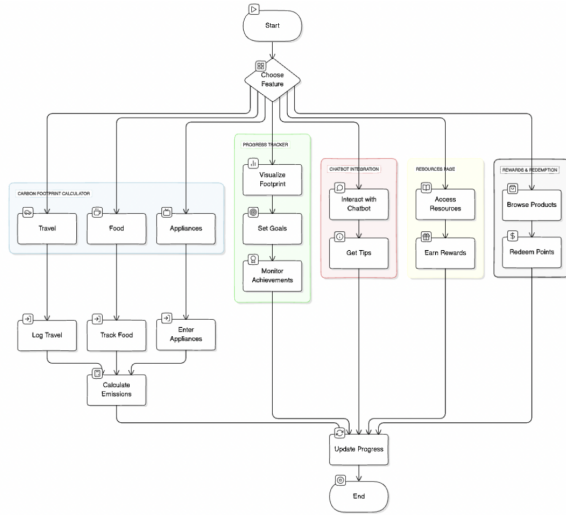 Start
Choose
Feature
PROGRESS TRACKER
CARBON FOOTPRINT CALCULATOR
CHATBOT INTEGRATION
RESOURCES PAGE
REWARDS & REDEMPTION
Travel
Food
Appliances
Visualize
Footprint
Set Goals
Monitor
Achievements
Interact with
Chatbot
Get Tips
Access
Resources
Earn Rewards
Browse Products
$
Redeem Points
Log Travel
Track Food
Enter
Appliances
Calculate
Emissions
Update Progress
End